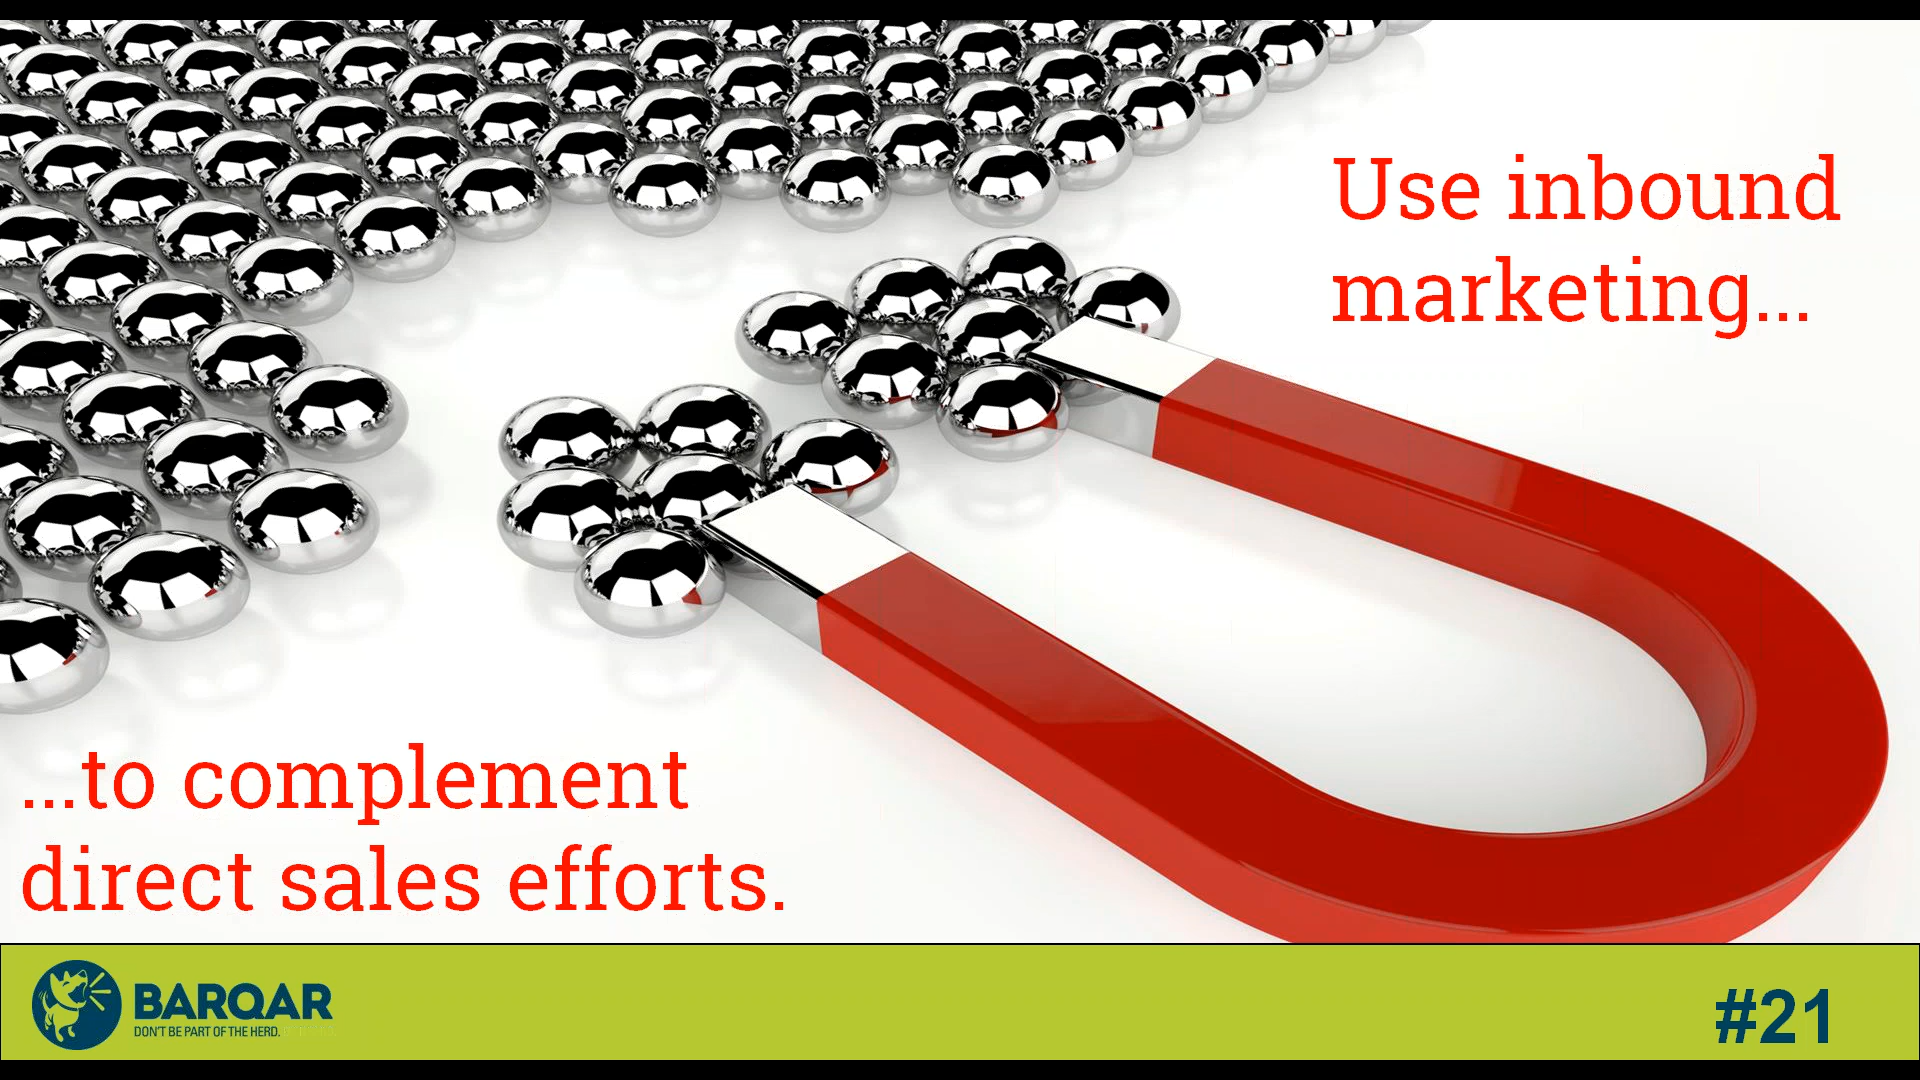 Use inbound
marketing...
...to complement
direct sales efforts.
BARQAR
DON'T BE PART OF THE HERD.
#21